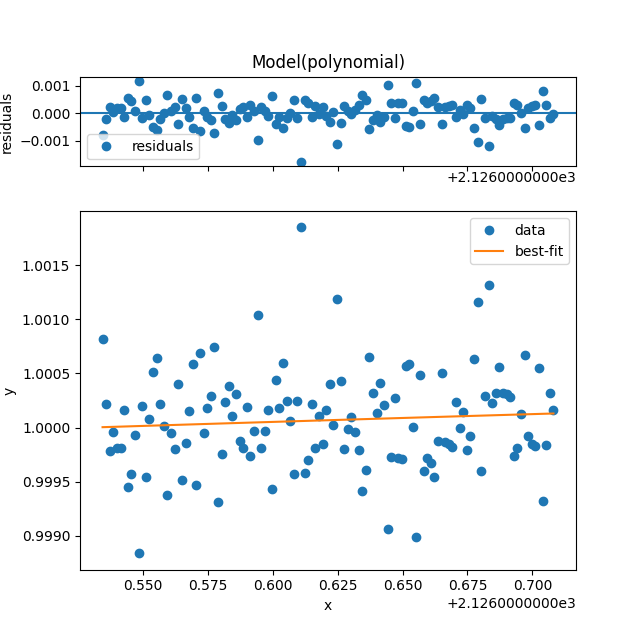 Model(polynomial)
0.001
0.000
−0.001
residuals
residuals
+2.1260000000e3
data
best-fit
1.0015
1.0010
1.0005
1.0000
0.9995
0.9990
y
0.550 0.575 0.600 0.625 0.650 0.675 0.700
x
+2.1260000000e3